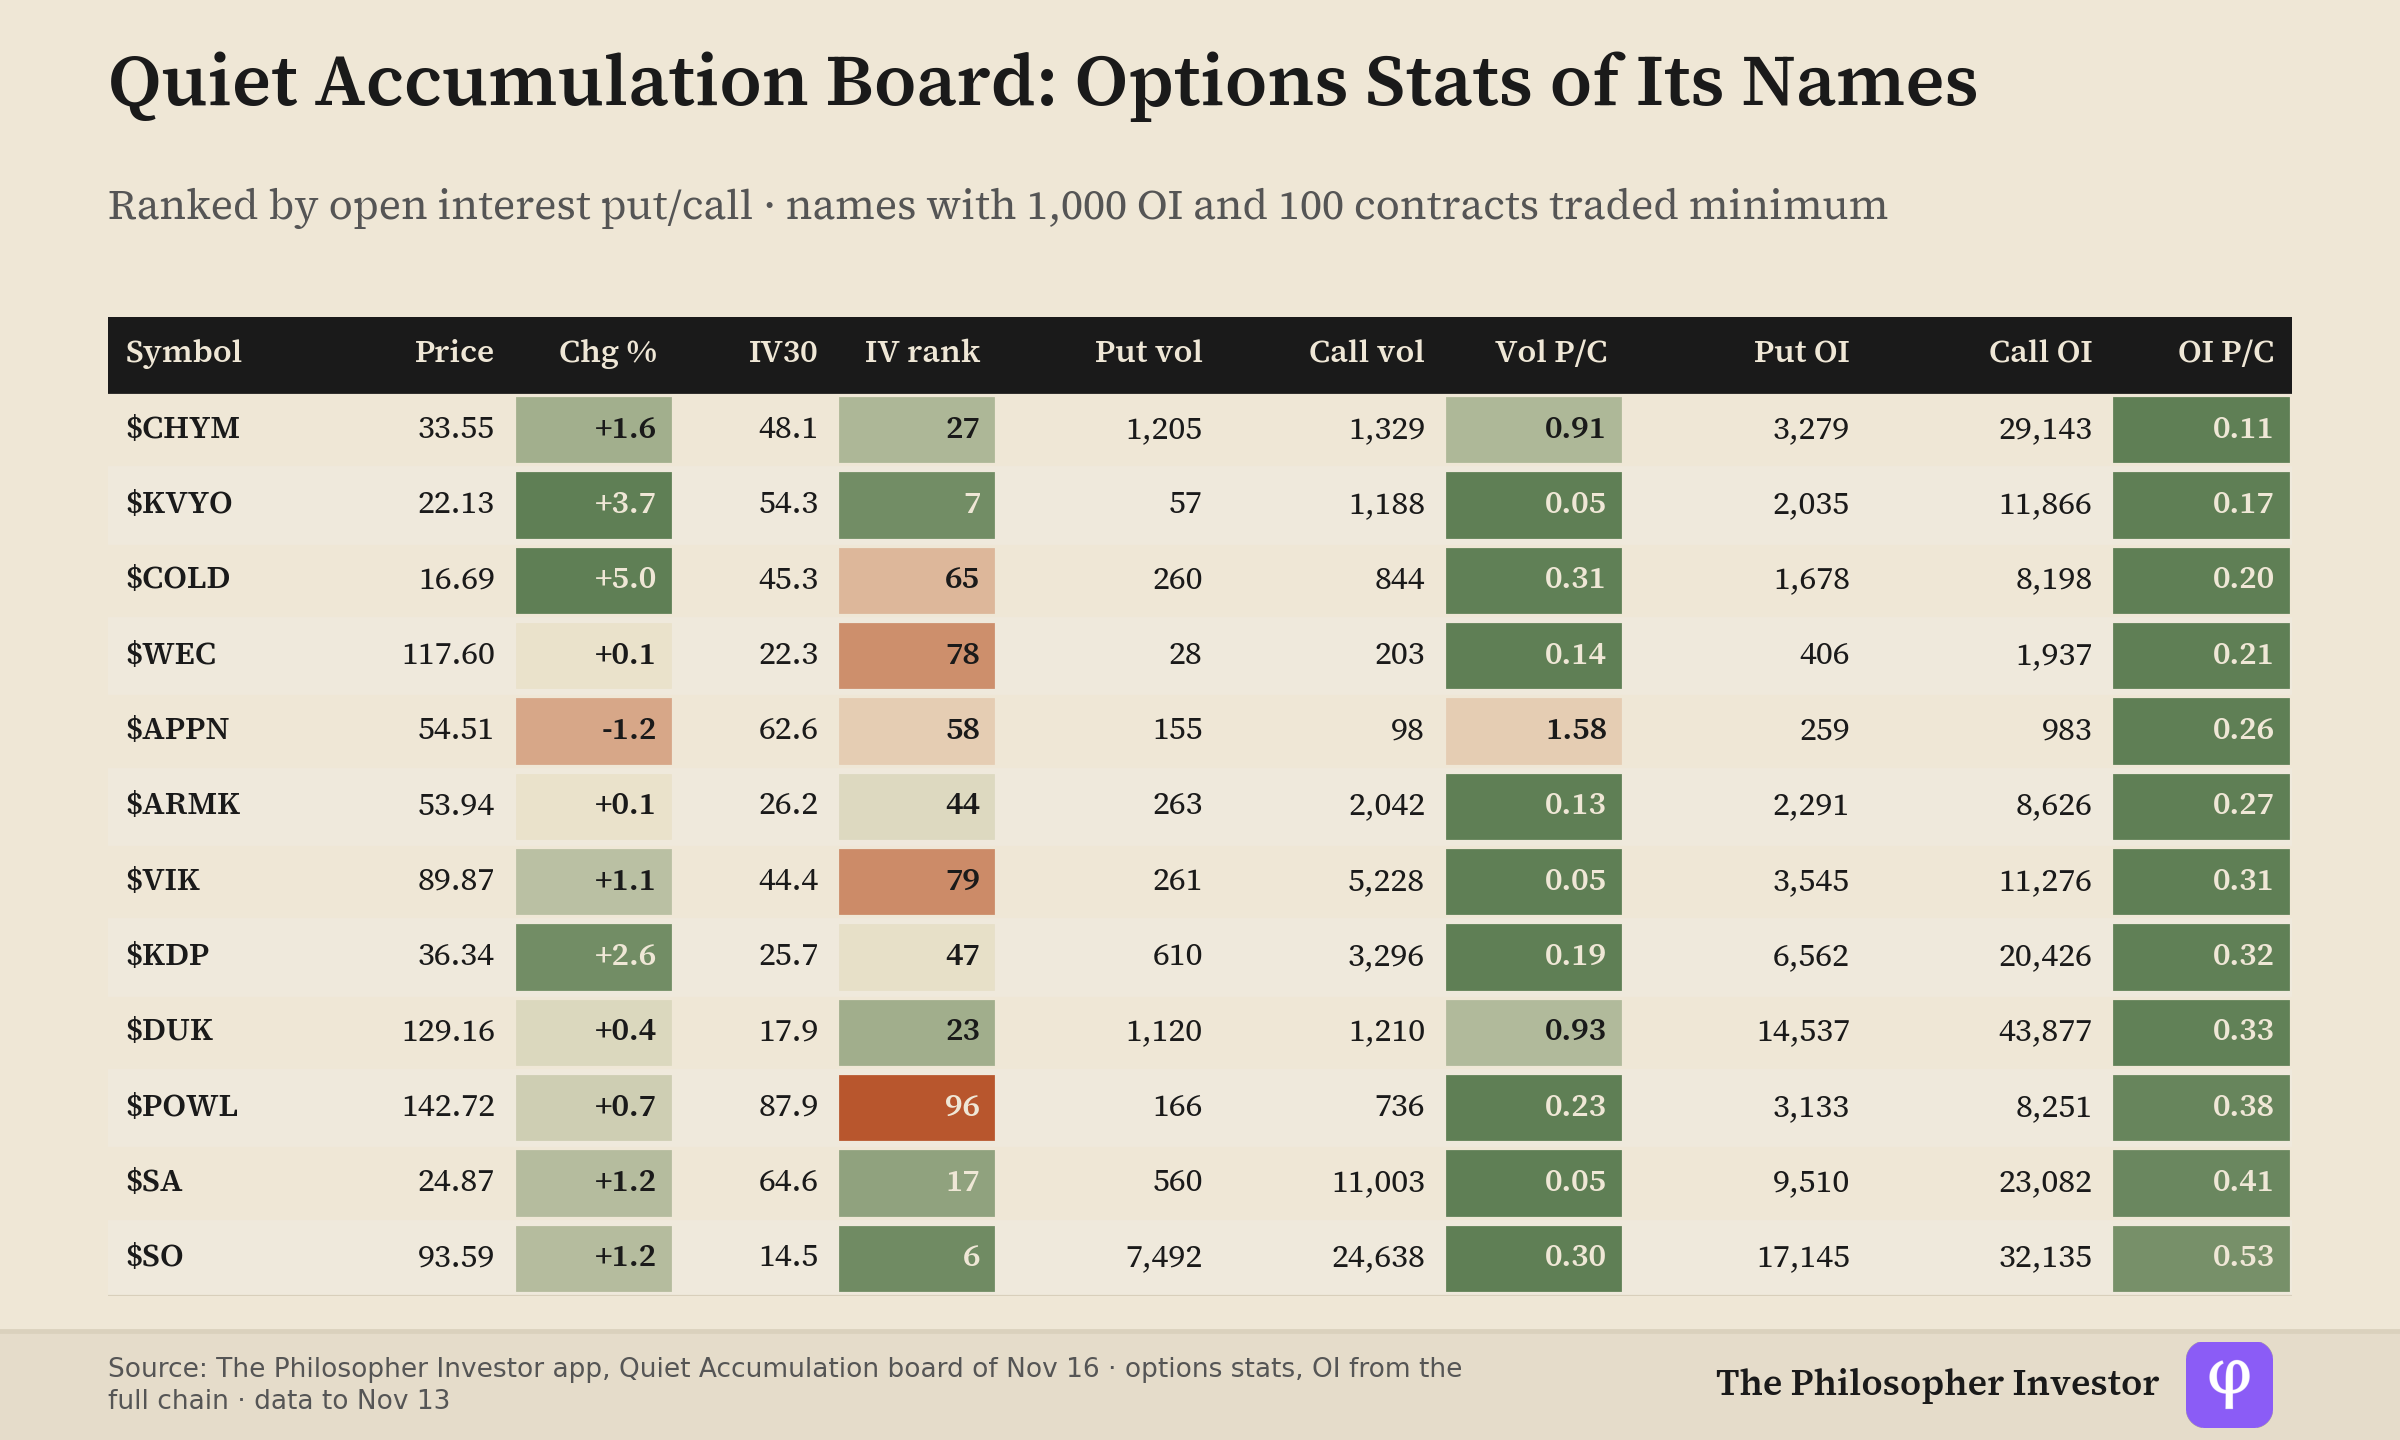 Quiet Accumulation Board: Options Stats of Its Names
Ranked by open interest put/call · names with 1,000 OI and 100 contracts traded minimum
Symbol Price Chg % IV30 IV rank Put vol Call vol Vol P/C Put OI Call OI OI P/C
$CHYM 33.55 +1.6 48.1 27 1,205 1,329 0.91 3,279 29,143 0.11
$KVYO 22.13 +3.7 54.3 7 57 1,188 0.05 2,035 11,866 0.17
$COLD 16.69 +5.0 45.3 65 260 844 0.31 1,678 8,198 0.20
$WEC 117.60 +0.1 22.3 78 28 203 0.14 406 1,937 0.21
$APPN 54.51 -1.2 62.6 58 155 98 1.58 259 983 0.26
$ARMK 53.94 +0.1 26.2 44 263 2,042 0.13 2,291 8,626 0.27
$VIK 89.87 +1.1 44.4 79 261 5,228 0.05 3,545 11,276 0.31
$KDP 36.34 +2.6 25.7 47 610 3,296 0.19 6,562 20,426 0.32
$DUK 129.16 +0.4 17.9 23 1,120 1,210 0.93 14,537 43,877 0.33
$POWL 142.72 +0.7 87.9 96 166 736 0.23 3,133 8,251 0.38
$SA 24.87 +1.2 64.6 17 560 11,003 0.05 9,510 23,082 0.41
$SO 93.59 +1.2 14.5 6 7,492 24,638 0.30 17,145 32,135 0.53
Source: The Philosopher Investor app, Quiet Accumulation board of Nov 16 · options stats, OI from the
full chain · data to Nov 13
The Philosopher Investor φ